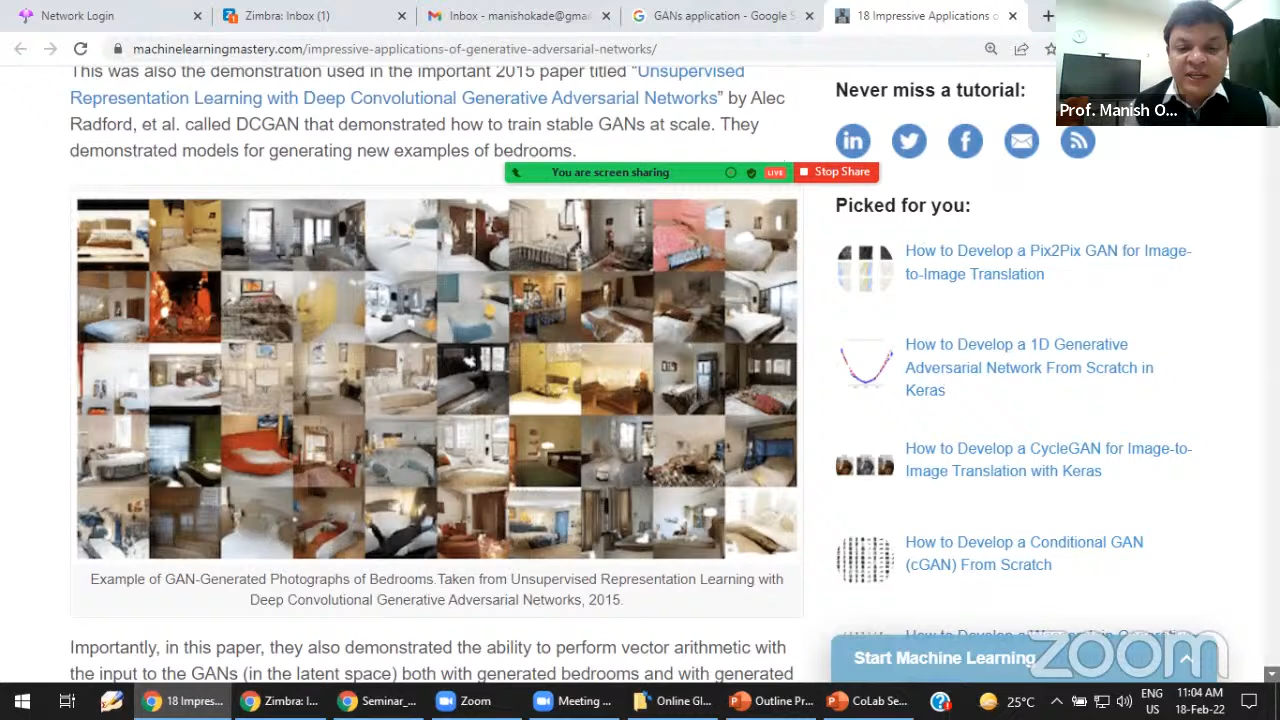 Network Login
Zimbra: Inbox (1)
Inbox - manishokade@gmai
GANs application - Google S
18 Impressive Applications o
machinelearningmastery.com/impressive-applications-of-generative-adversarial-networks/
Prof. Manish O...
This was also the demonstration used in the important 2015 paper titled “Unsupervised
Representation Learning with Deep Convolutional Generative Adversarial Networks” by Alec
Radford, et al. called DCGAN that demonstrated how to train stable GANs at scale. They
demonstrated models for generating new examples of bedrooms.
You are screen sharing
LIVE
Stop Share
Example of GAN-Generated Photographs of Bedrooms.Taken from Unsupervised Representation Learning with
Deep Convolutional Generative Adversarial Networks, 2015.
Importantly, in this paper, they also demonstrated the ability to perform vector arithmetic with
the input to the GANs (in the latent space) both with generated bedrooms and with generated
Never miss a tutorial:
Picked for you:
How to Develop a Pix2Pix GAN for Image-
to-Image Translation
How to Develop a 1D Generative
Adversarial Network From Scratch in
Keras
How to Develop a CycleGAN for Image-to-
Image Translation with Keras
How to Develop a Conditional GAN
(cGAN) From Scratch
Start Machine Learning
zoom
18 Impres...
Zimbra: I...
Seminar_...
Zoom
Meeting ...
Online Gl...
Outline Pr...
CoLab Se...
25°C
ENG
US
11:04 AM
18-Feb-22